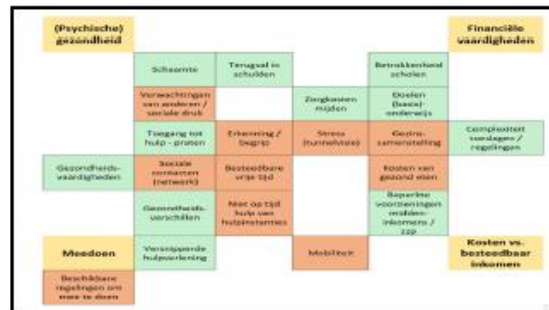 (Psychische)
gezondheid
Financiële
vaardigheden
Schaamte
Terugval in
schulden
Betrokkenheid
scholen
Verwachtingen
van anderen /
sociale druk
Zorgkosten
mijden
Doelen
(basis)-
onderwijs
Toegang tot
hulp - praten
Erkenning /
begrip
Stress
(tunnelvisie)
Gezins-
samenstelling
Complexiteit
toeslagen /
regelingen
Gezondheids-
vaardigheden
Sociale
contacten
(netwerk)
Besteedbare
vrije tijd
Kosten van
gezond eten
Gezondheids-
verschillen
Niet op tijd
hulp van
hulpinstanties
Beperkte
voorzieningen
midden-
inkomens /
zzp
Meedoen
Versnipperde
hulpverlening
Mobiliteit
Kosten vs.
besteedbaar
inkomen
Beschikbare
regelingen om
mee te doen